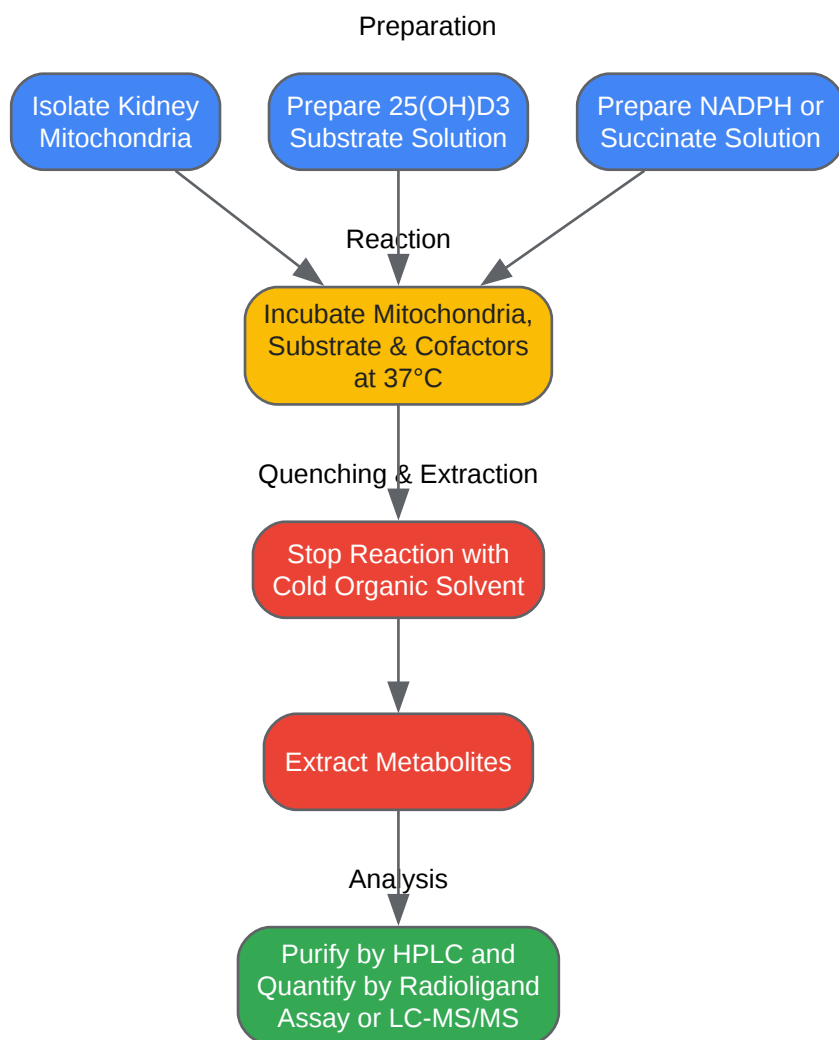 Preparation
Isolate Kidney
Mitochondria
Prepare 25(OH)D3
Substrate Solution
Prepare NADPH or
Succinate Solution
Reaction
Incubate Mitochondria,
Substrate & Cofactors
at 37°C
Quenching & Extraction
Stop Reaction with
Cold Organic Solvent
Extract Metabolites
Analysis
Purify by HPLC and
Quantify by Radioligand
Assay or LC-MS/MS